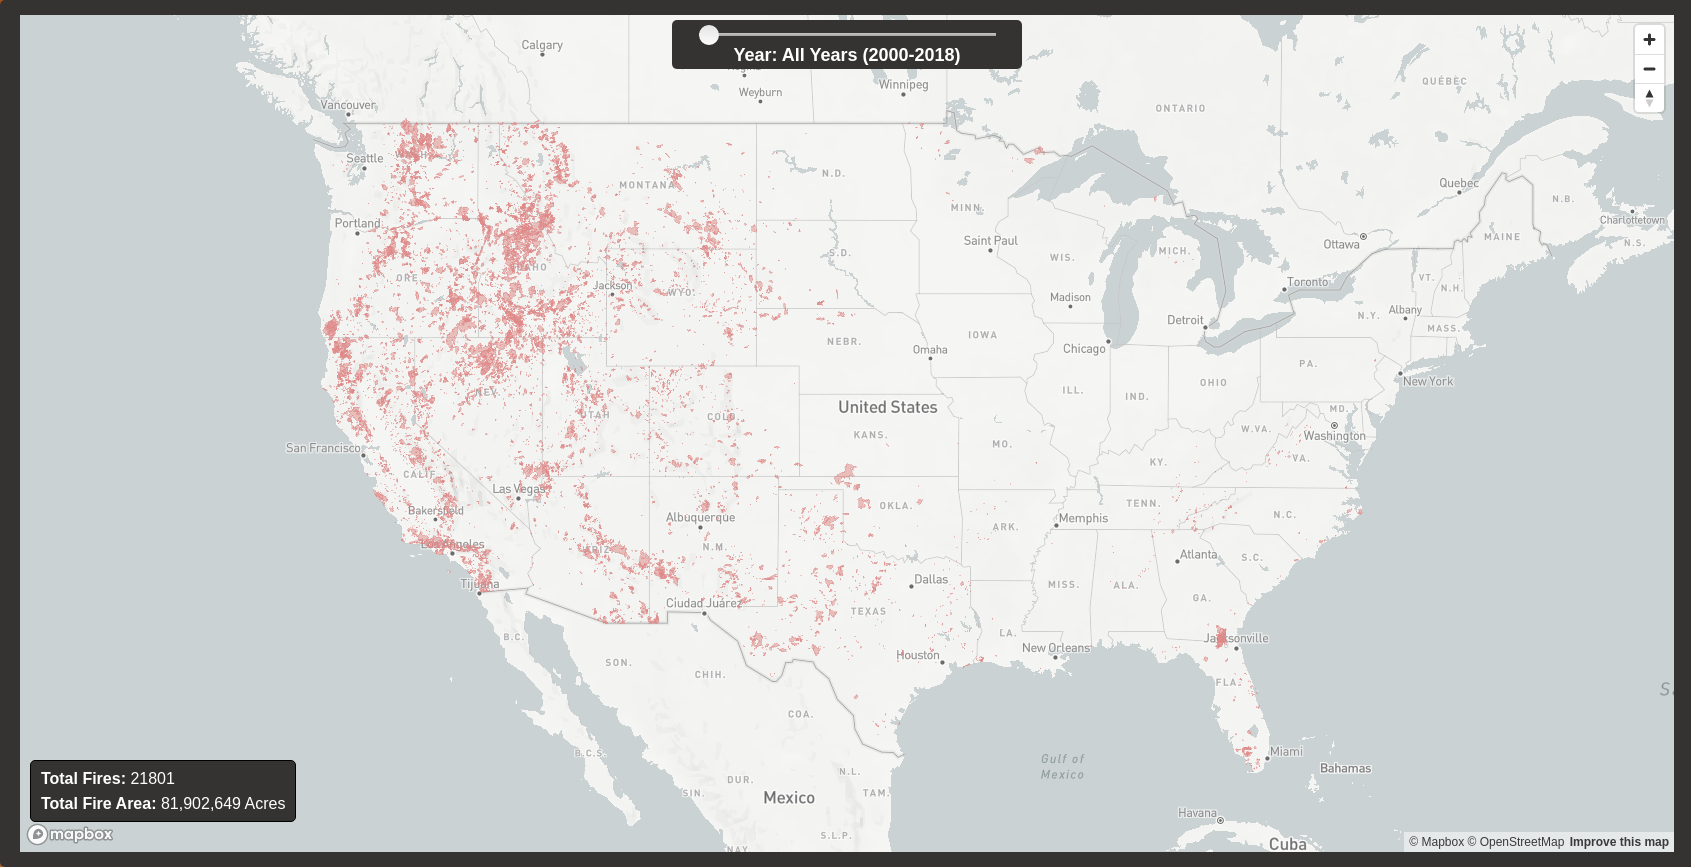 Calgary
Year: All Years (2000-2018)
Regina
Winnipeg
Weyburn
Vancouver
ONTARIO
QUÉBEC
Seattle
WASH.
MONTANA
N.D.
MINN.
Quebec
N.B.
Charlottetown
Portland
Saint Paul
Ottawa
MAINE
N.S.
S.D.
WIS.
MICH.
ORE.
IDAHO
Jackson
WYO.
Toronto
VT.
N.H.
Madison
Albany
N.Y.
MASS.
Detroit
NEBR.
IOWA
Omaha
Chicago
PA.
New York
NEV.
UTAH
COLO.
ILL.
IND.
OHIO
United States
MD.
KANS.
MO.
W.VA.
Washington
San Francisco
CALIF.
KY.
VA.
Las Vegas
Bakersfield
Albuquerque
OKLA.
TENN.
N.C.
Memphis
ARK.
Los Angeles
ARIZ.
N.M.
Atlanta
S.C.
Tijuana
Dallas
MISS.
ALA.
GA.
Ciudad Juárez
TEXAS
LA.
Jacksonville
B.C.
SON.
Houston
New Orleans
CHIH.
FLA.
COA.
B.C.S.
Gulf of
Mexico
Miami
Bahamas
N.L.
DUR.
SIN.
TAM.
Mexico
Total Fires: 21801
Total Fire Area: 81,902,649 Acres
mapbox
Havana
S.L.P.
NAY.
Cuba
© Mapbox © OpenStreetMap Improve this map